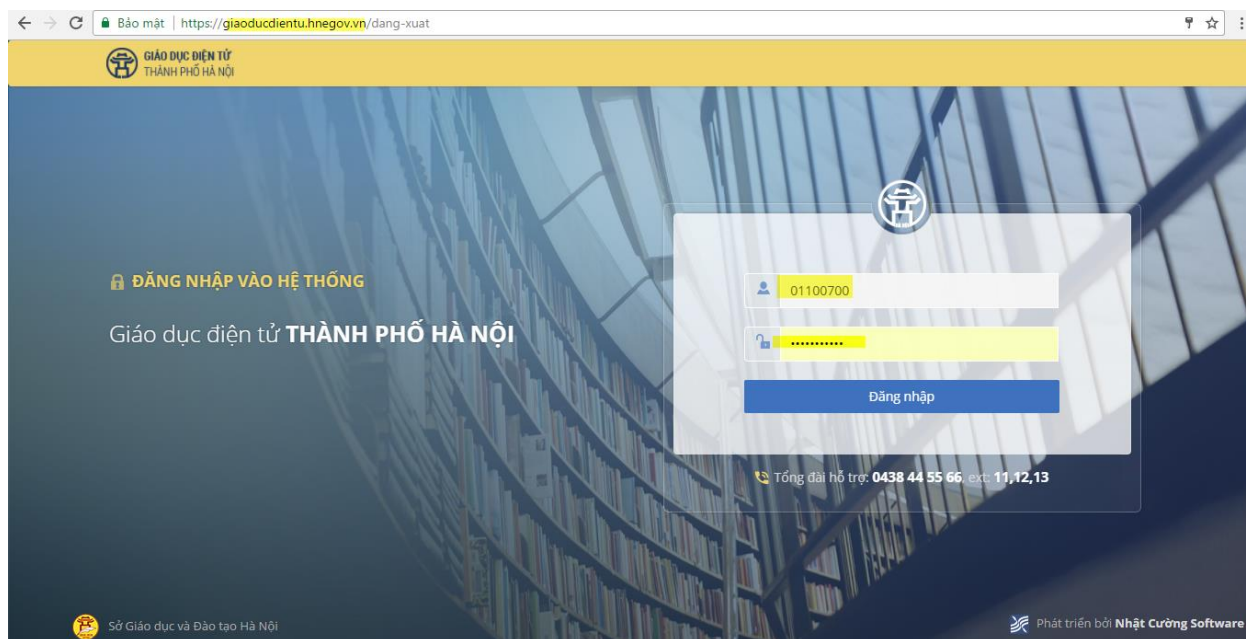 Bảo mật | https://giaoducdientu.hnegov.vn/dang-xuat
GIÁO DỤC ĐIỆN TỬ
THÀNH PHỐ HÀ NỘI
ĐĂNG NHẬP VÀO HỆ THỐNG
Giáo dục điện tử THÀNH PHỐ HÀ NỘI
01100700
...........
Đăng nhập
Tổng đài hỗ trợ: 0438 44 55 66, ext: 11,12,13
Sở Giáo dục và Đào tạo Hà Nội
Phát triển bởi Nhật Cường Software